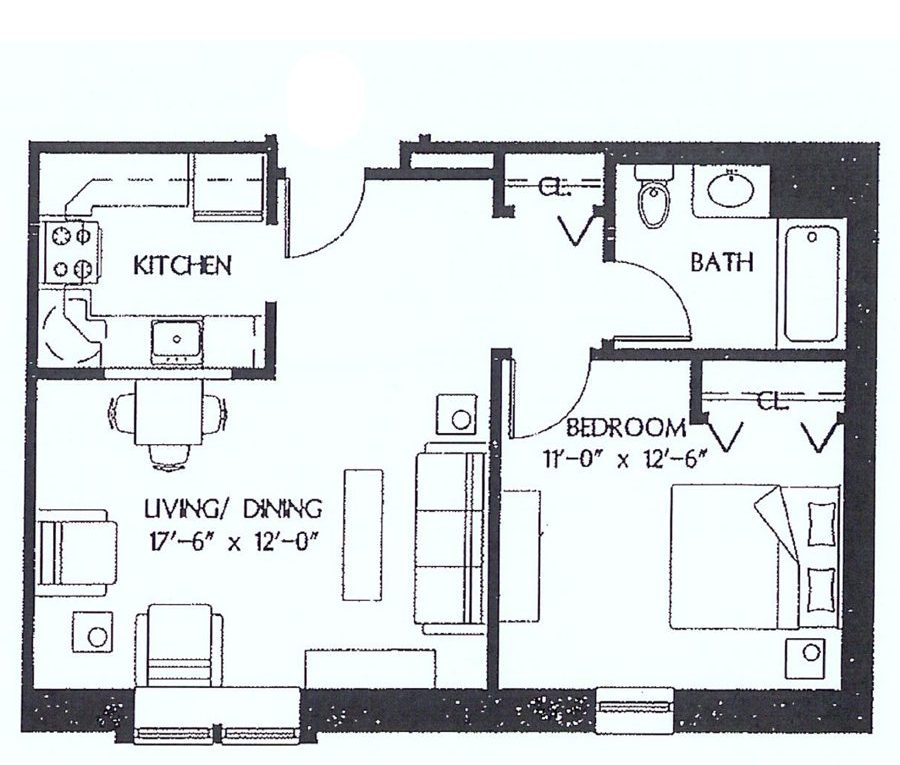 CL.
KITCHEN
BATH
CL.
BEDROOM
11'-0" x 12'-6"
LIVING/ DINING
17'-6" x 12'-0"